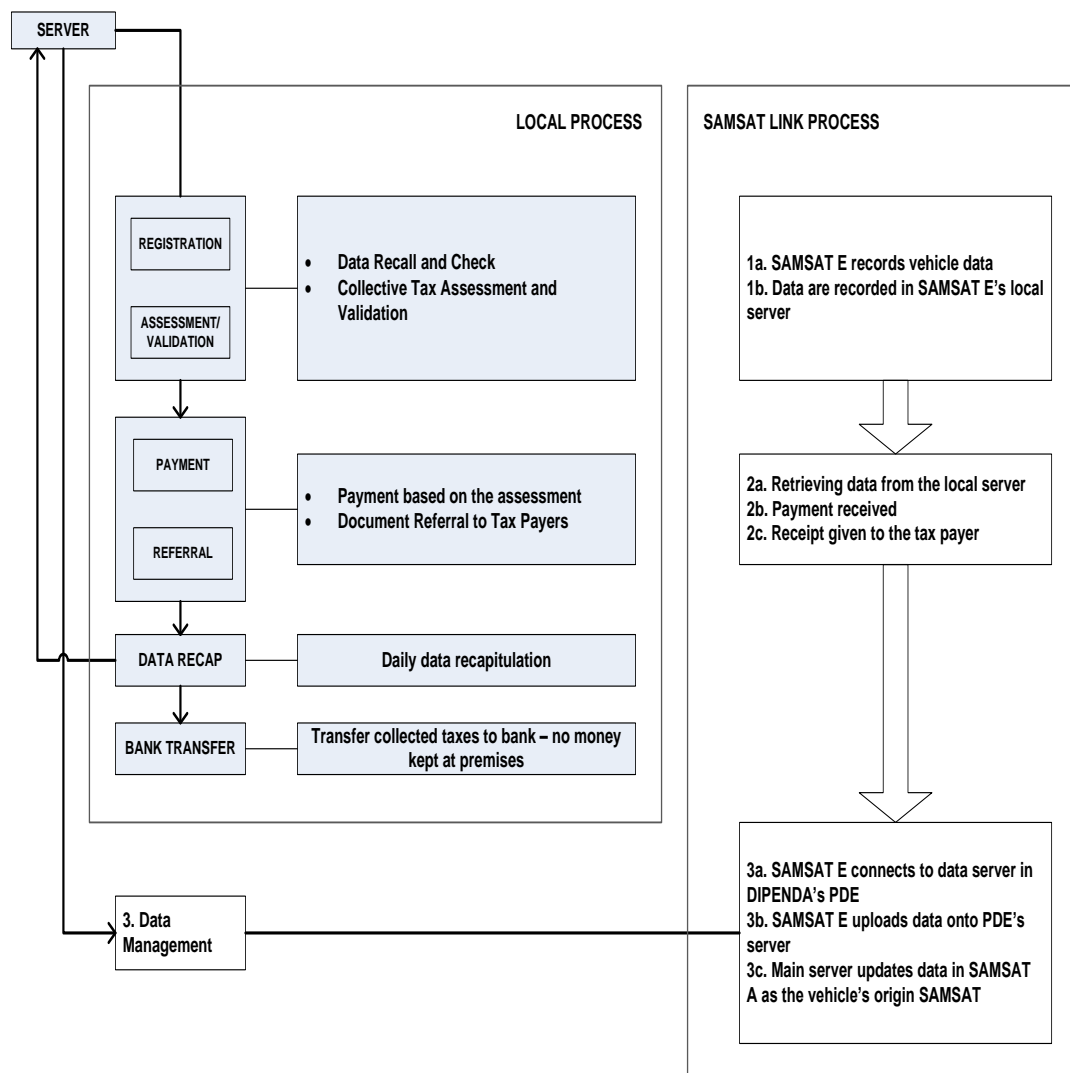 SERVER
LOCAL PROCESS
REGISTRATION
ASSESSMENT/
VALIDATION
• Data Recall and Check
• Collective Tax Assessment and
Validation
PAYMENT
REFERRAL
• Payment based on the assessment
• Document Referral to Tax Payers
DATA RECAP
Daily data recapitulation
BANK TRANSFER
Transfer collected taxes to bank – no money
kept at premises
3. Data
Management
SAMSAT LINK PROCESS
1a. SAMSAT E records vehicle data
1b. Data are recorded in SAMSAT E's local
server
2a. Retrieving data from the local server
2b. Payment received
2c. Receipt given to the tax payer
3a. SAMSAT E connects to data server in
DIPENDA's PDE
3b. SAMSAT E uploads data onto PDE's
server
3c. Main server updates data in SAMSAT
A as the vehicle's origin SAMSAT